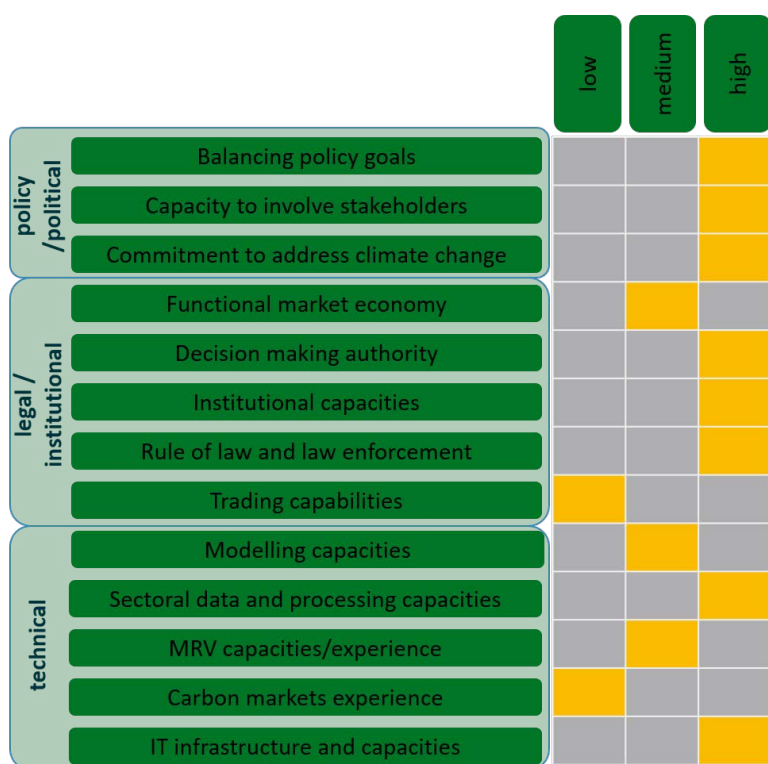 low
medium
high
policy
/political
Balancing policy goals
Capacity to involve stakeholders
Commitment to address climate change
legal /
institutional
Functional market economy
Decision making authority
Institutional capacities
Rule of law and law enforcement
Trading capabilities
technical
Modelling capacities
Sectoral data and processing capacities
MRV capacities/experience
Carbon markets experience
IT infrastructure and capacities